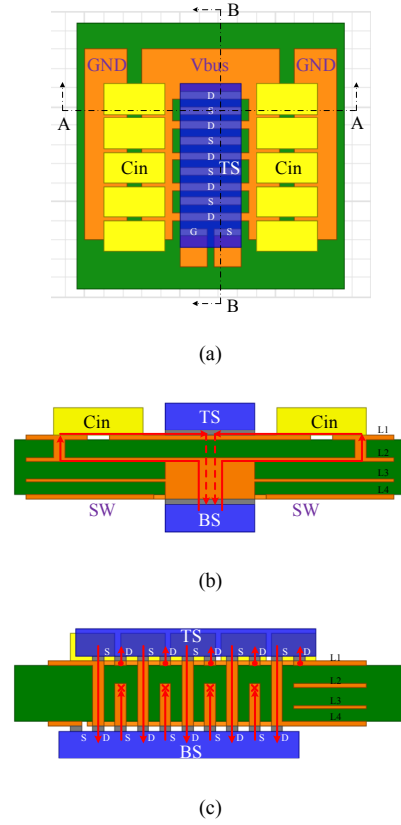 B
GND Vbus GND
D
A S A
D
S
Cin D TS Cin
S
D
S
D
G S
B
(a)
Cin TS Cin
L1
L2
L3
L4
SW BS SW
(b)
TS
S D S D S D S D S D L1
L2
L3
L4
S D S D S D S D S D
BS
(c)